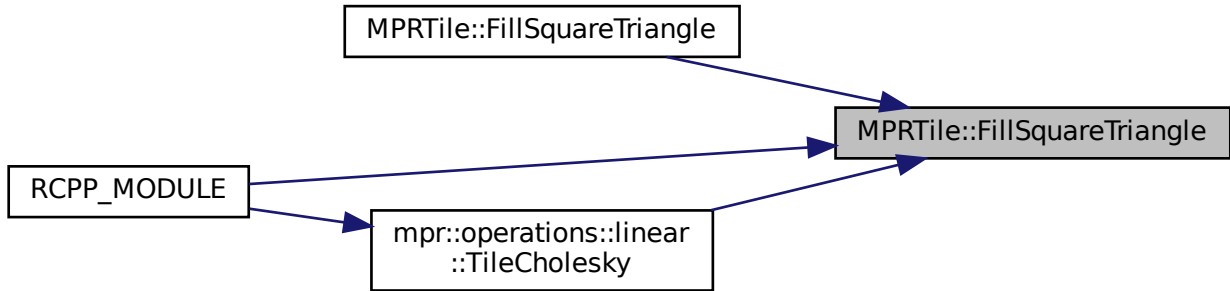 MPRTile::FillSquareTriangle
MPRTile::FillSquareTriangle
RCPP_MODULE
mpr::operations::linear
::TileCholesky